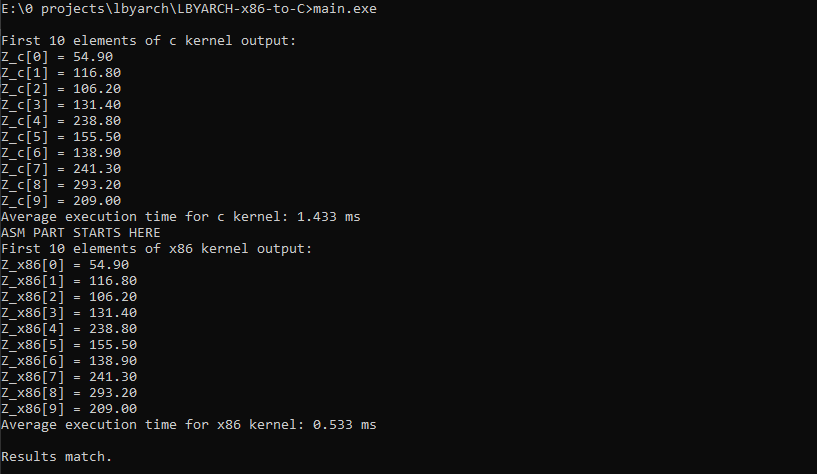 E:\0 projects\lbyarch\LBYARCH-x86-to-C>main.exe
First 10 elements of c kernel output:
Z_c[0] = 54.90
Z_c[1] = 116.80
Z_c[2] = 106.20
Z_c[3] = 131.40
Z_c[4] = 238.80
Z_c[5] = 155.50
Z_c[6] = 138.90
Z_c[7] = 241.30
Z_c[8] = 293.20
Z_c[9] = 209.00
Average execution time for c kernel: 1.433 ms
ASM PART STARTS HERE
First 10 elements of x86 kernel output:
Z_x86[0] = 54.90
Z_x86[1] = 116.80
Z_x86[2] = 106.20
Z_x86[3] = 131.40
Z_x86[4] = 238.80
Z_x86[5] = 155.50
Z_x86[6] = 138.90
Z_x86[7] = 241.30
Z_x86[8] = 293.20
Z_x86[9] = 209.00
Average execution time for x86 kernel: 0.533 ms
Results match.